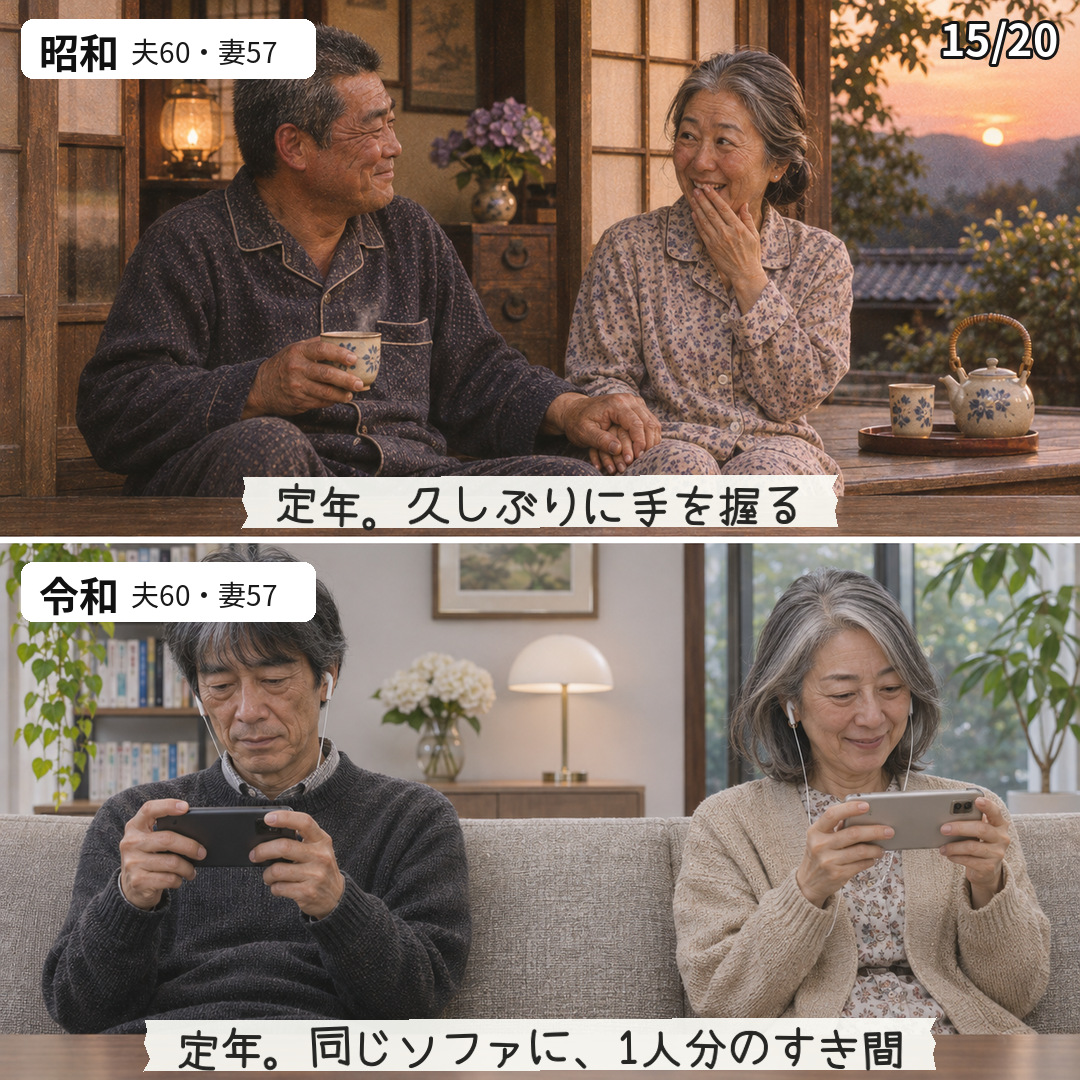 昭和 夫60・妻57
15/20
定年。久しぶりに手を握る
令和 夫60・妻57
定年。同じソファに、1人分のすき間